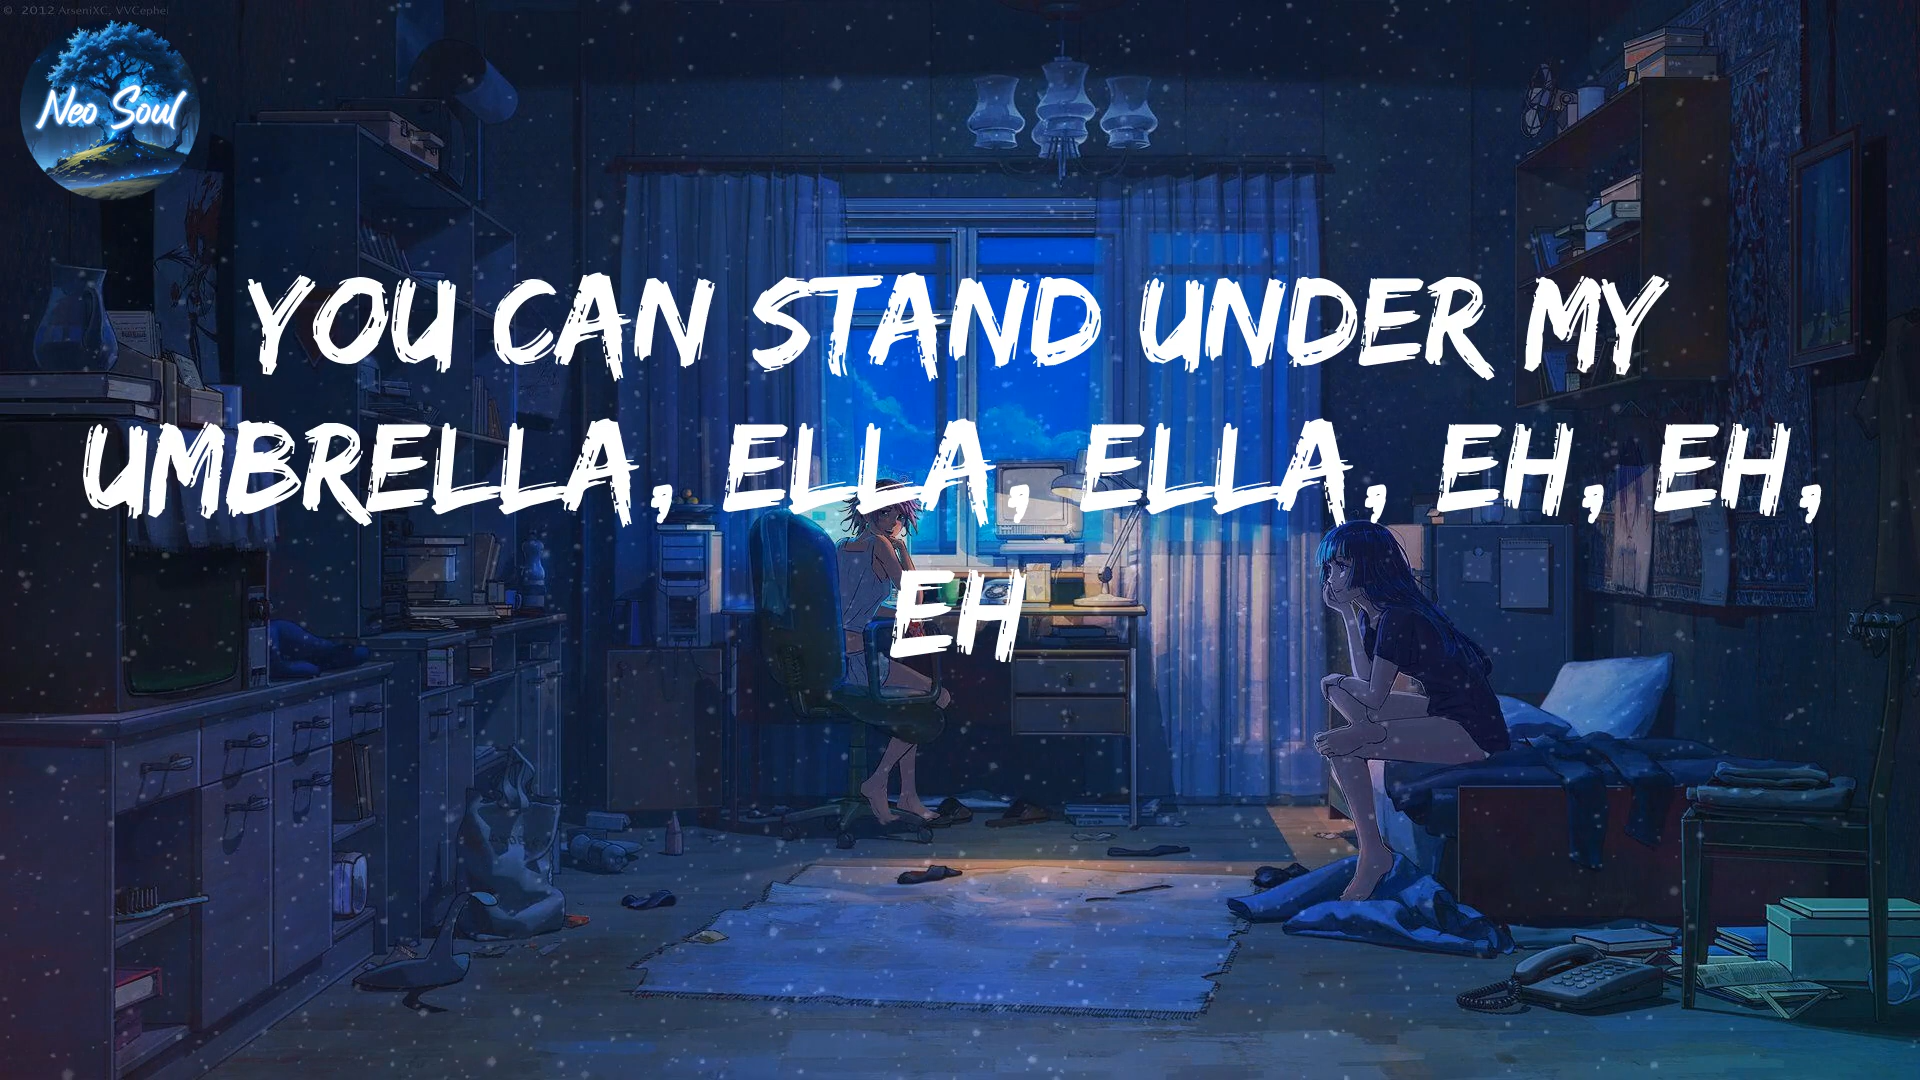 © 2012 ArseniXC, VVCephei
Neo Soul
YOU CAN STAND UNDER MY
UMBRELLA, ELLA, ELLA, EH, EH,
EH